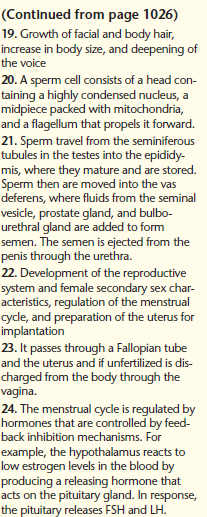 (Continued from page 1026)
19. Growth of facial and body hair,
increase in body size, and deepening of
the voice
20. A sperm cell consists of a head con-
taining a highly condensed nucleus, a
midpiece packed with mitochondria,
and a flagellum that propels it forward.
21. Sperm travel from the seminiferous
tubules in the testes into the epididy-
mis, where they mature and are stored.
Sperm then are moved into the vas
deferens, where fluids from the seminal
vesicle, prostate gland, and bulbo-
urethral gland are added to form
semen. The semen is ejected from the
penis through the urethra.
22. Development of the reproductive
system and female secondary sex char-
acteristics, regulation of the menstrual
cycle, and preparation of the uterus for
implantation
23. It passes through a Fallopian tube
and the uterus and if unfertilized is dis-
charged from the body through the
vagina.
24. The menstrual cycle is regulated by
hormones that are controlled by feed-
back inhibition mechanisms. For
example, the hypothalamus reacts to
low estrogen levels in the blood by
producing a releasing hormone that
acts on the pituitary gland. In response,
the pituitary releases FSH and LH.